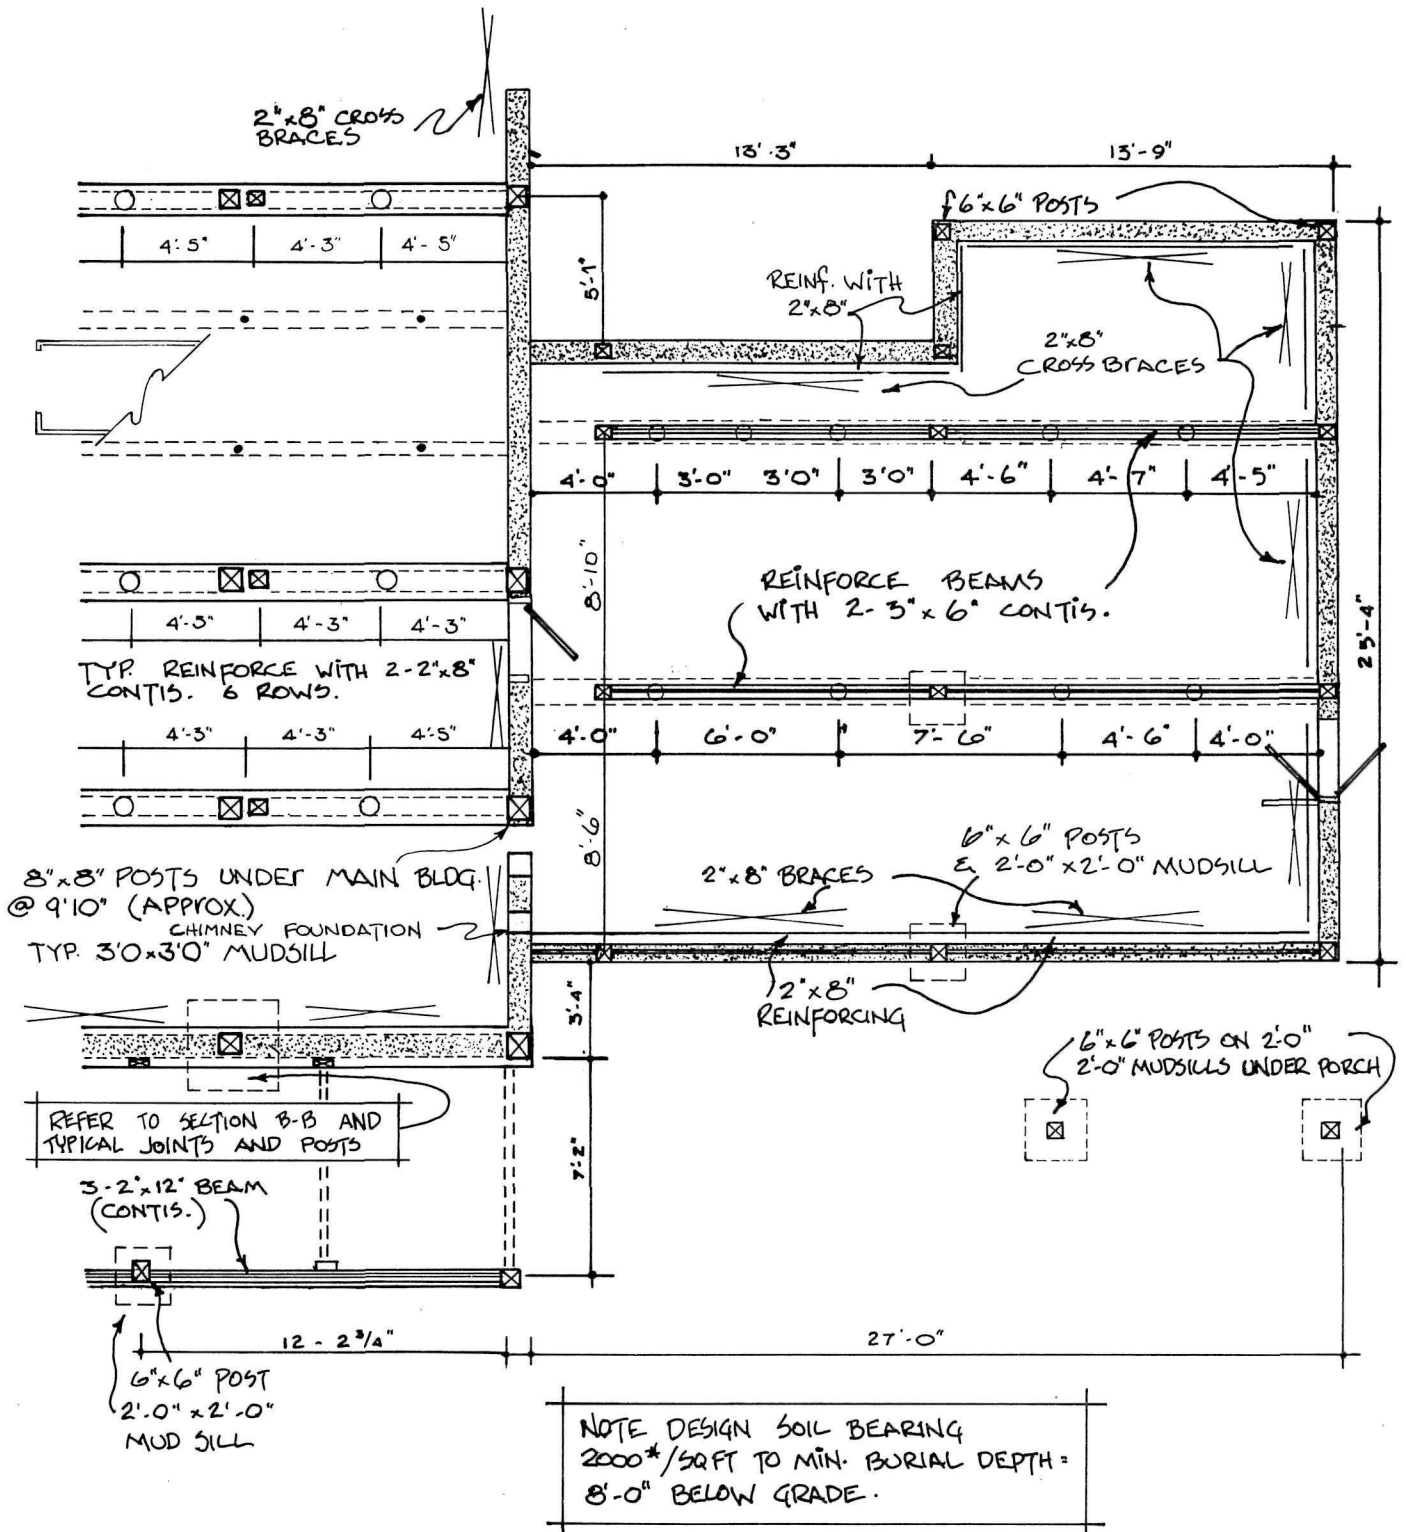 2"x8" CROSS
BRACES
13'-3"
13'-9"
6"x6" POSTS
4'-5"
4'-3"
4'-5"
5'-1"
REINF. WITH
2"x8"
2"x8"
CROSS BRACES
4'-0"
3'-0"
3'0"
3'0"
4'-6"
4'-7"
4'-5"
8'-10"
REINFORCE BEAMS
WITH 2-3"x6" CONTIS.
4'-3"
4'-3"
4'-3"
25'-4"
TYP. REINFORCE WITH 2-2"x8"
CONTIS. 6 ROWS.
4'-3"
4'-3"
4'-5"
4'-0"
6'-0"
7'-6"
4'-6"
4'-0"
8'-6"
8"x8" POSTS UNDER MAIN BLDG.
@ 9'10" (APPROX.)
CHIMNEY FOUNDATION
TYP. 3'0x3'0" MUDSILL
2"x8" BRACES
6"x6" POSTS
& 2'-0"x2'-0" MUDSILL
2"x8"
REINFORCING
3'-4"
6"x6" POSTS ON 2'-0"
2'-0" MUDSILLS UNDER PORCH
REFER TO SECTION B-B AND
TYPICAL JOINTS AND POSTS
7'-2"
3-2"x12" BEAM
(CONTIS.)
12 - 2 3/4"
27'-0"
6"x6" POST
2'-0" x 2'-0"
MUD SILL
NOTE DESIGN SOIL BEARING
2000#/SQFT TO MIN. BURIAL DEPTH =
8'-0" BELOW GRADE.